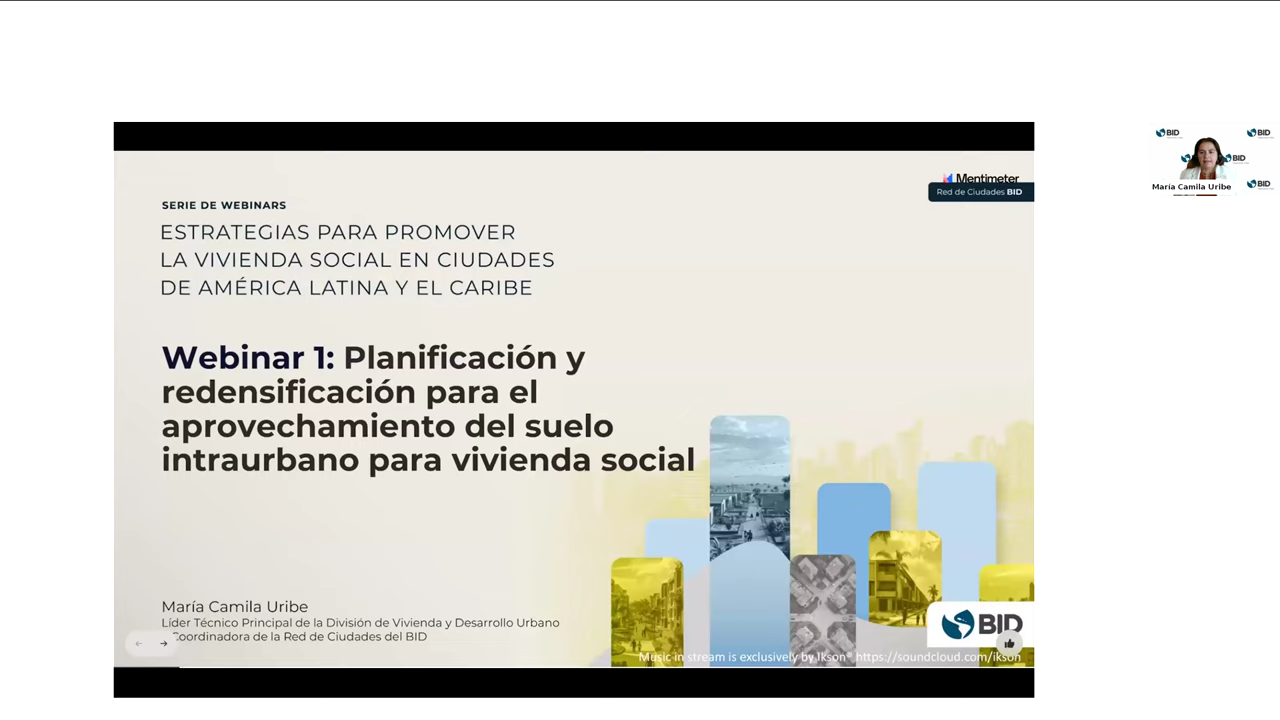 Mentimeter
Red de Ciudades BID
SERIE DE WEBINARS
ESTRATEGIAS PARA PROMOVER
LA VIVIENDA SOCIAL EN CIUDADES
DE AMÉRICA LATINA Y EL CARIBE
Webinar 1: Planificación y
redensificación para el
aprovechamiento del suelo
intraurbano para vivienda social
María Camila Uribe
Líder Técnico Principal de la División de Vivienda y Desarrollo Urbano
Coordinadora de la Red de Ciudades del BID
BID
Music in stream is exclusively by Ikson® https://soundcloud.com/ikson
BID
BID
BID
María Camila Uribe
BID